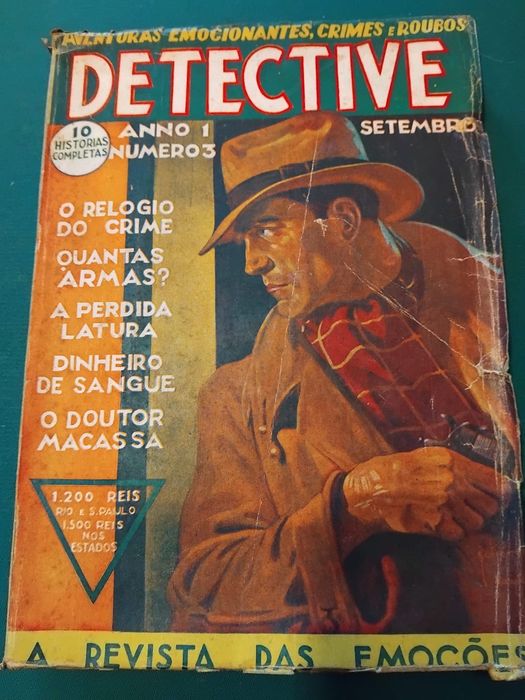 AVENTURAS EMOCIONANTES, CRIMES E ROUBOS
DETECTIVE
10
HISTORIAS
COMPLETAS
ANNO 1
NUMERO 3
SETEMBRO
O RELOGIO
DO CRIME
QUANTAS
ARMAS?
A PERDIDA
LATURA
DINHEIRO
DE SANGUE
O DOUTOR
MACASSA
1.200 REIS
RIO E S. PAULO
1.500 REIS
NOS
ESTADOS
A REVISTA DAS EMOCÕES